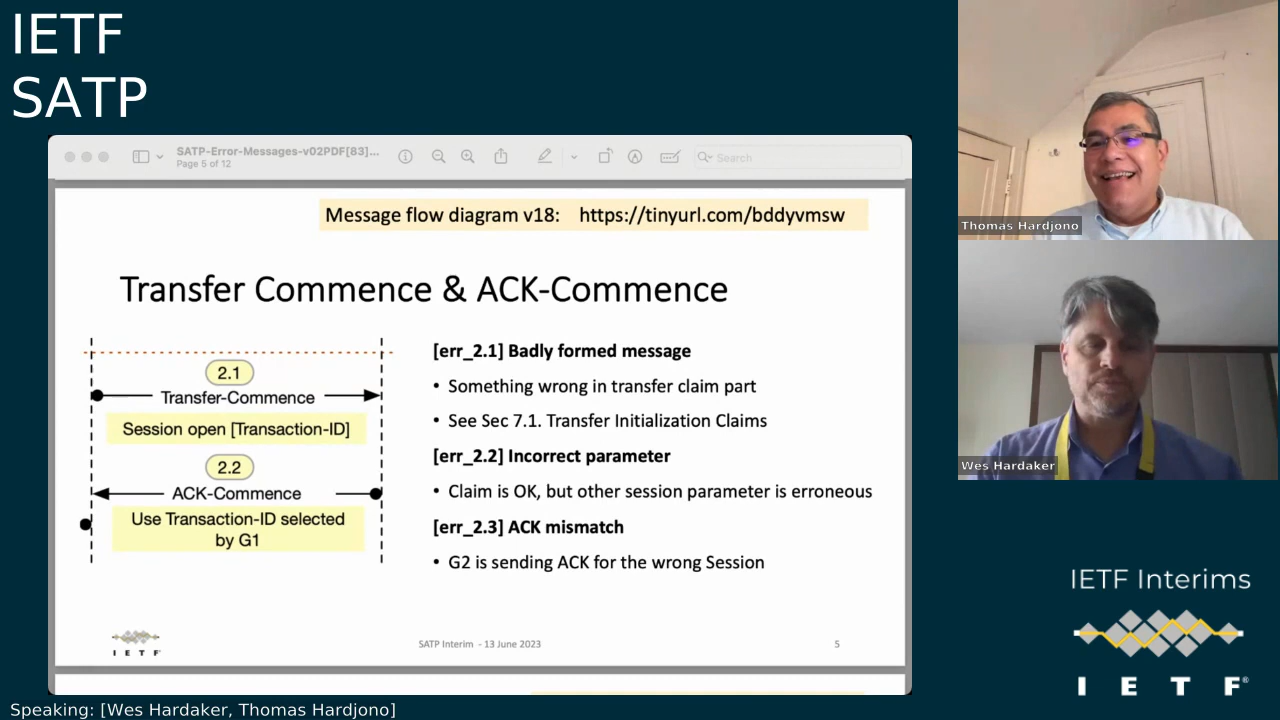 IETF
SATP
SATP-Error-Messages-v02PDF[83]...
Page 5 of 12
Search
Message flow diagram v18: https://tinyurl.com/bddyvmsw
Transfer Commence & ACK-Commence
2.1
Transfer-Commence
Session open [Transaction-ID]
2.2
ACK-Commence
Use Transaction-ID selected
by G1
[err_2.1] Badly formed message
• Something wrong in transfer claim part
• See Sec 7.1. Transfer Initialization Claims
[err_2.2] Incorrect parameter
• Claim is OK, but other session parameter is erroneous
[err_2.3] ACK mismatch
• G2 is sending ACK for the wrong Session
I E T F
SATP Interim - 13 June 2023
5
Thomas Hardjono
Wes Hardaker
IETF Interims
I E T F®
Speaking: [Wes Hardaker, Thomas Hardjono]